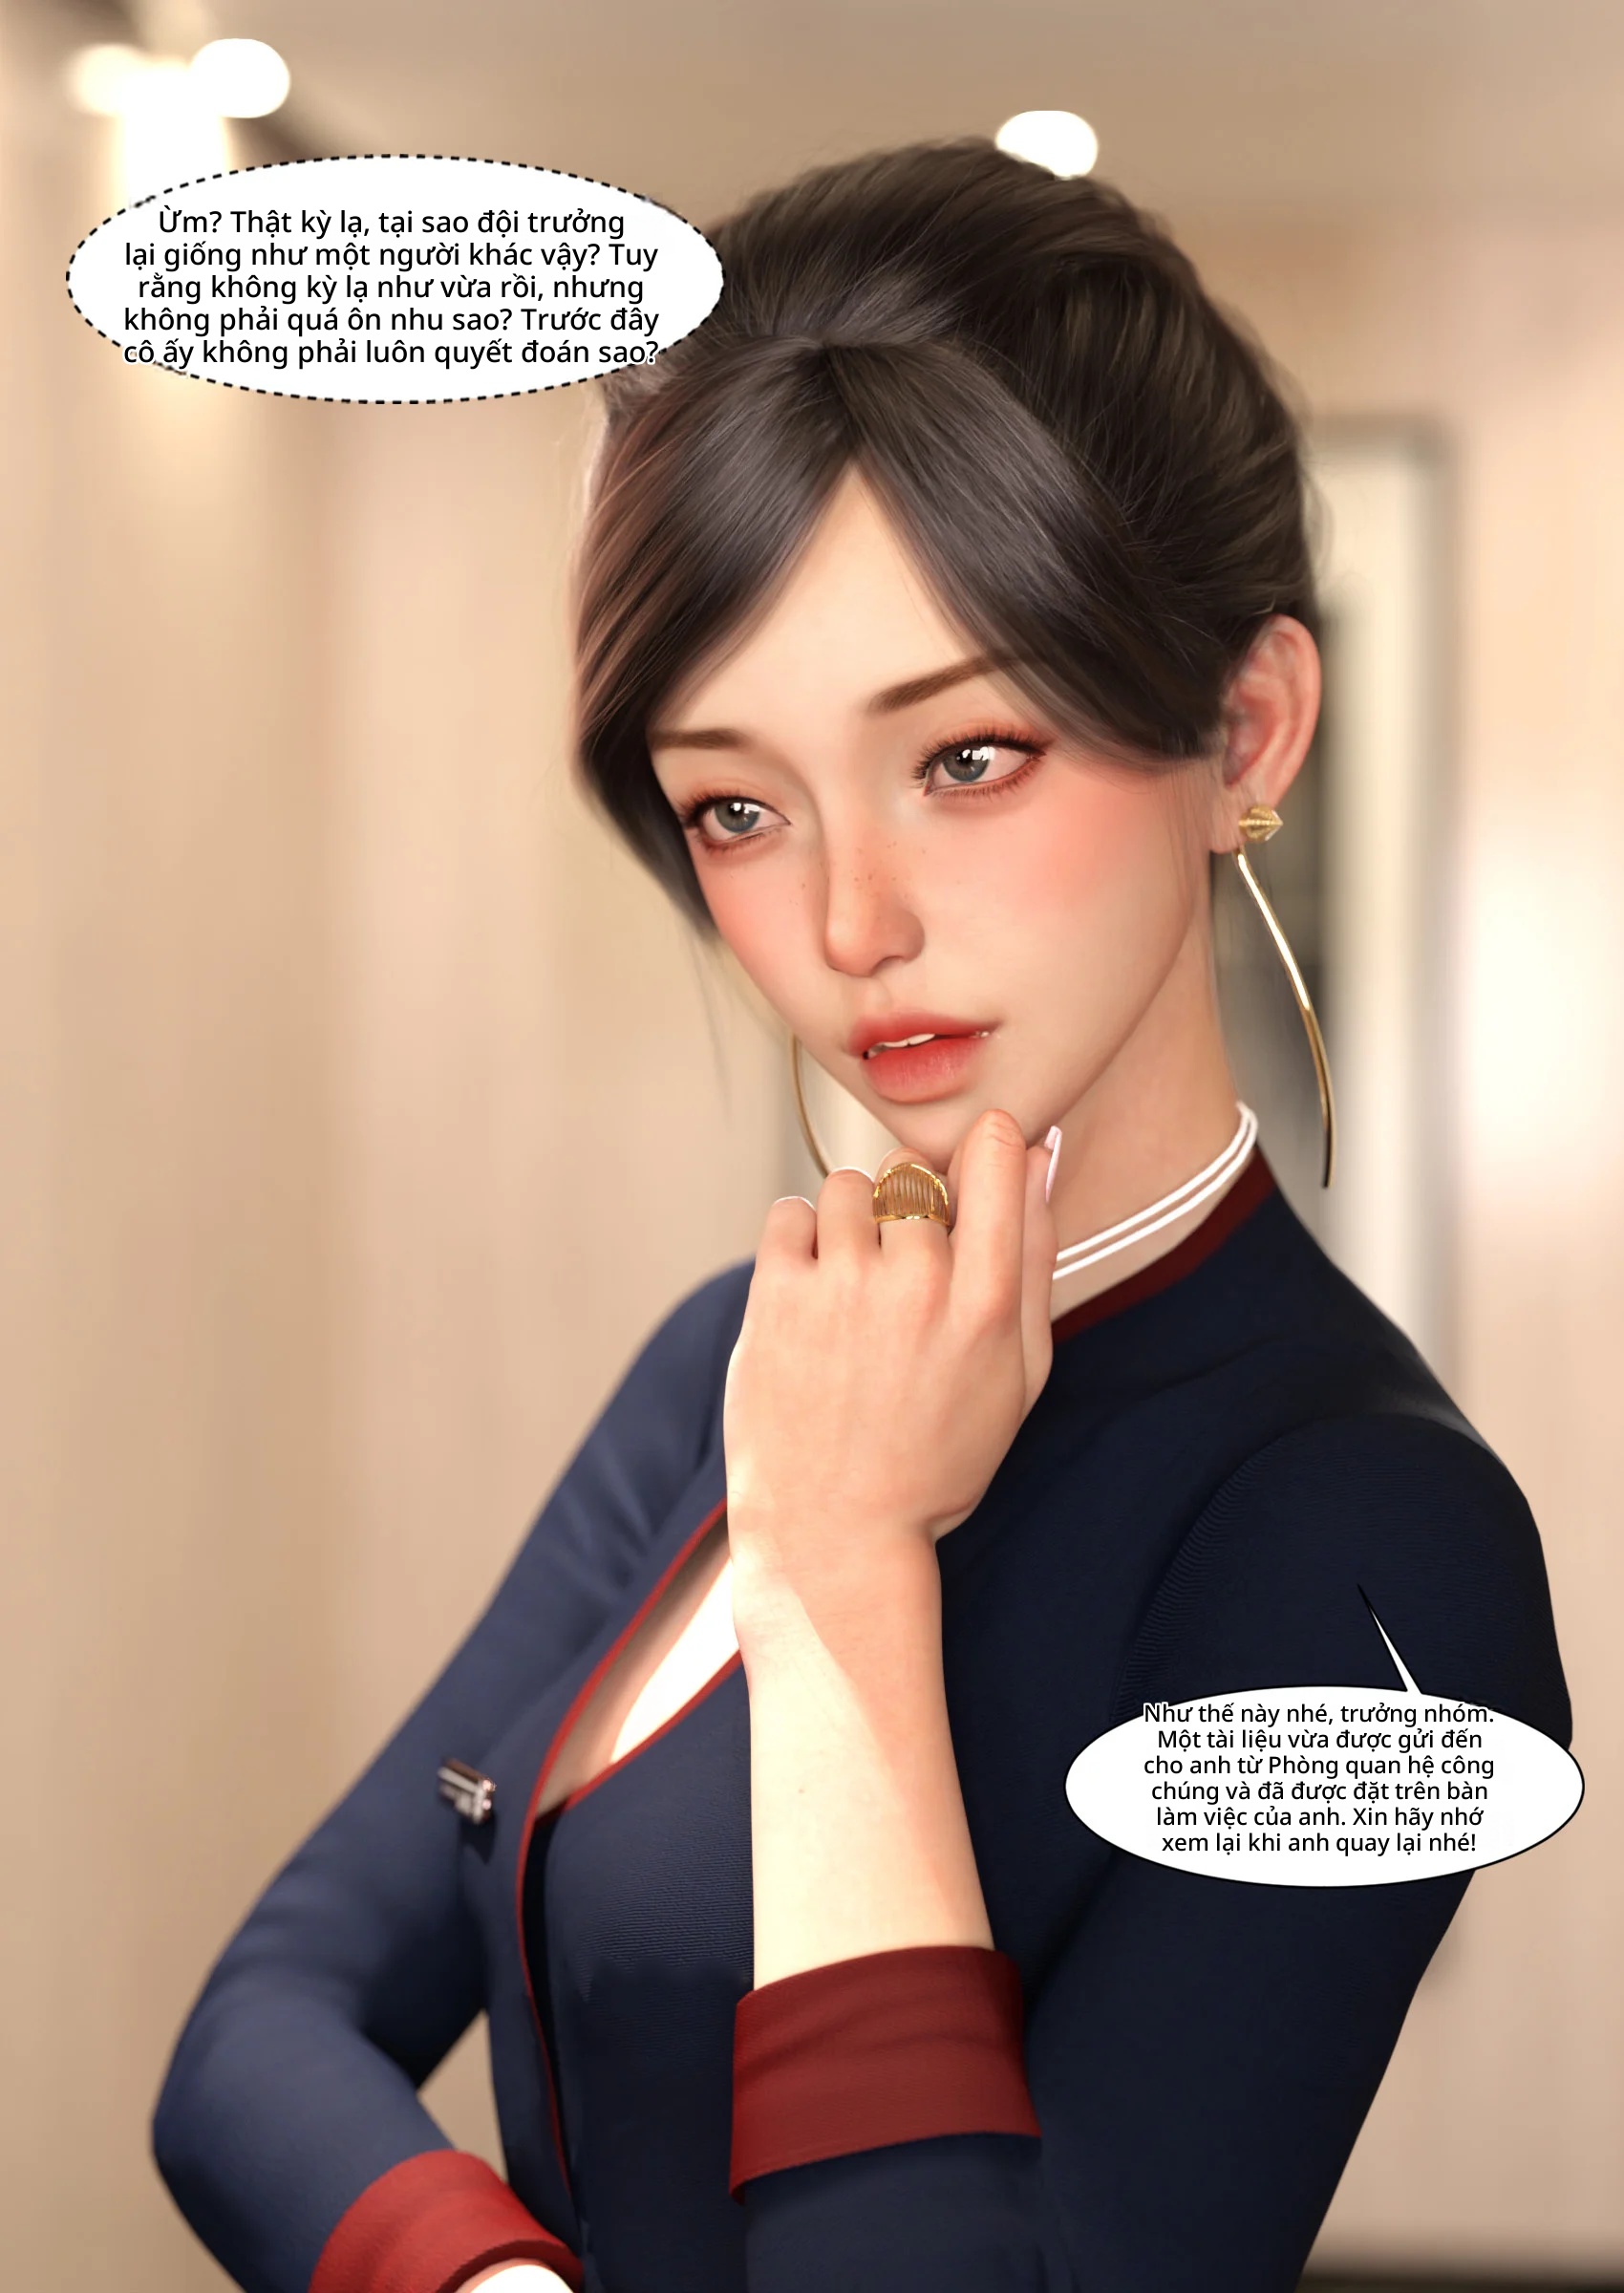 Ừm? Thật kỳ lạ, tại sao đội trưởng
lại giống như một người khác vậy? Tuy
rằng không kỳ lạ như vừa rồi, nhưng
không phải quá ôn nhu sao? Trước đây
cô ấy không phải luôn quyết đoán sao?
Như thế này nhé, trưởng nhóm.
Một tài liệu vừa được gửi đến
cho anh từ Phòng quan hệ công
chúng và đã được đặt trên bàn
làm việc của anh. Xin hãy nhớ
xem lại khi anh quay lại nhé!